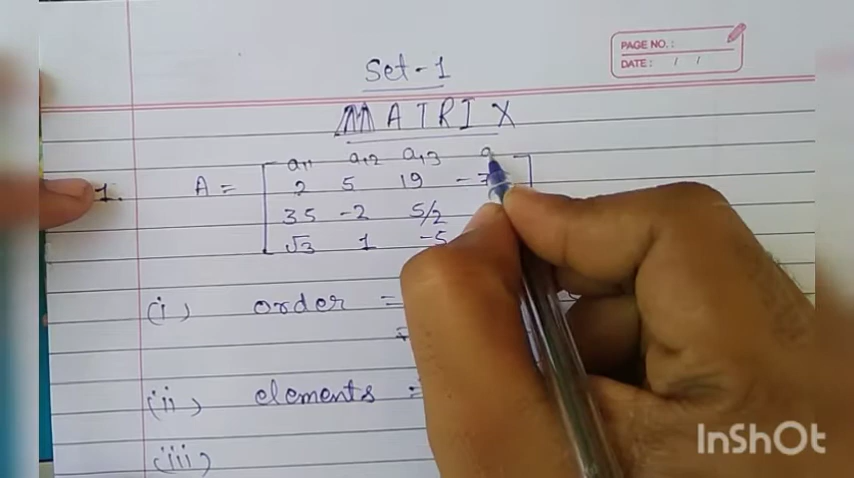 PAGE NO.:
DATE: / /
Set-1
MATRIX
a11 a12 a13 a
1. A = 2 5 19 -7
35 -2 5/2
√3 1 -5
(i) order =
=
(ii) elements =
(iii)
InShOt